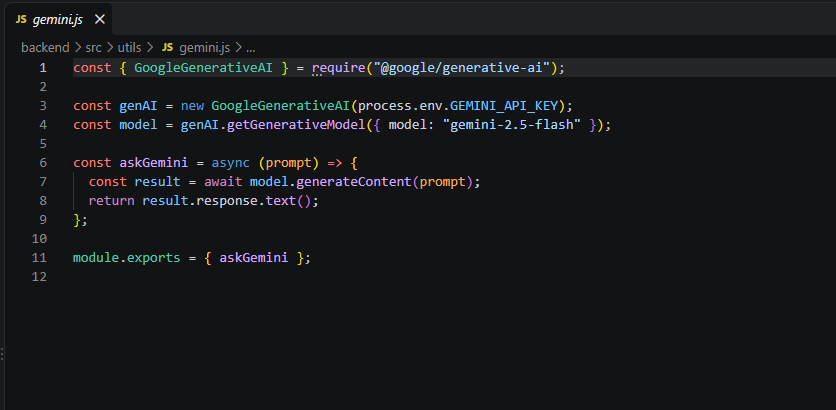 JS gemini.js ×
backend > src > utils > JS gemini.js > ...
1 const { GoogleGenerativeAI } = require("@google/generative-ai");
2
3 const genAI = new GoogleGenerativeAI(process.env.GEMINI_API_KEY);
4 const model = genAI.getGenerativeModel({ model: "gemini-2.5-flash" });
5
6 const askGemini = async (prompt) => {
7   const result = await model.generateContent(prompt);
8   return result.response.text();
9 };
10
11 module.exports = { askGemini };
12